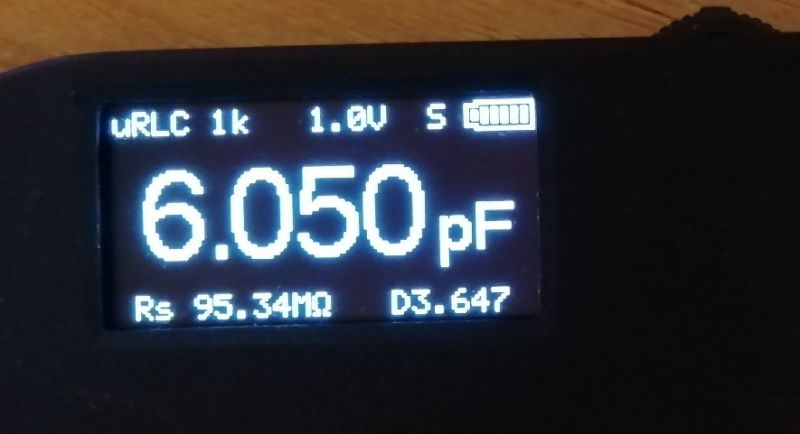 uRLC 1k 1.0V S
6.050 pF
Rs 95.34MΩ D3.647